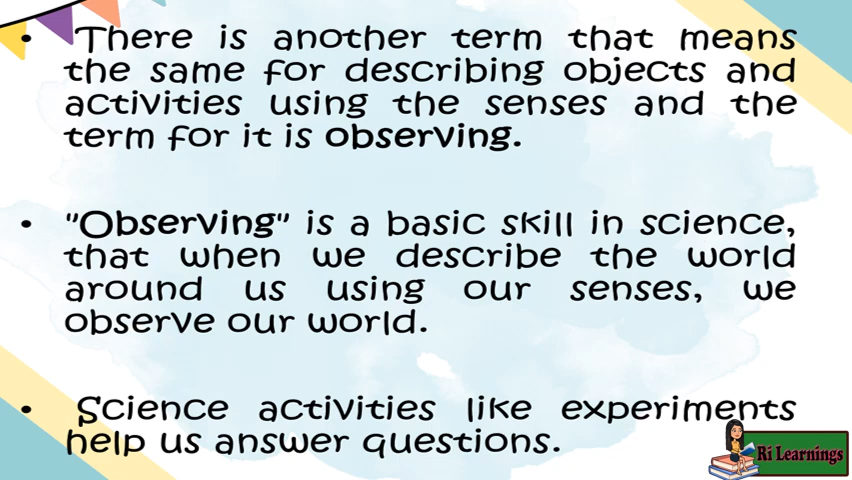 • There is another term that means
the same for describing objects and
activities using the senses and the
term for it is observing.
• "Observing" is a basic skill in science,
that when we describe the world
around us using our senses, we
observe our world.
• Science activities like experiments
help us answer questions.
Ri Learnings